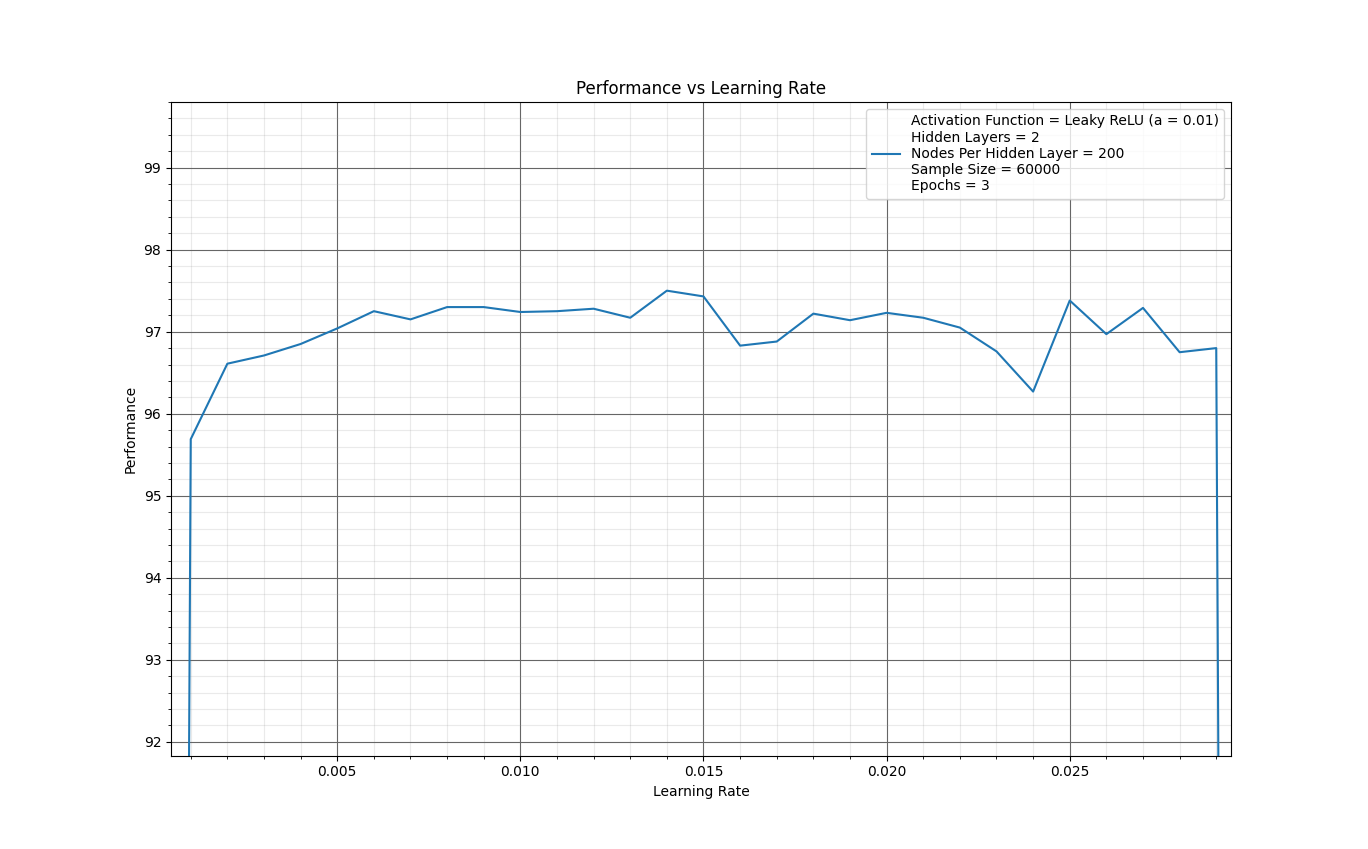 Performance vs Learning Rate
Activation Function = Leaky ReLU (a = 0.01)
Hidden Layers = 2
Nodes Per Hidden Layer = 200
Sample Size = 60000
Epochs = 3
99
98
97
96
95
94
93
92
Performance
0.005 0.010 0.015 0.020 0.025
Learning Rate